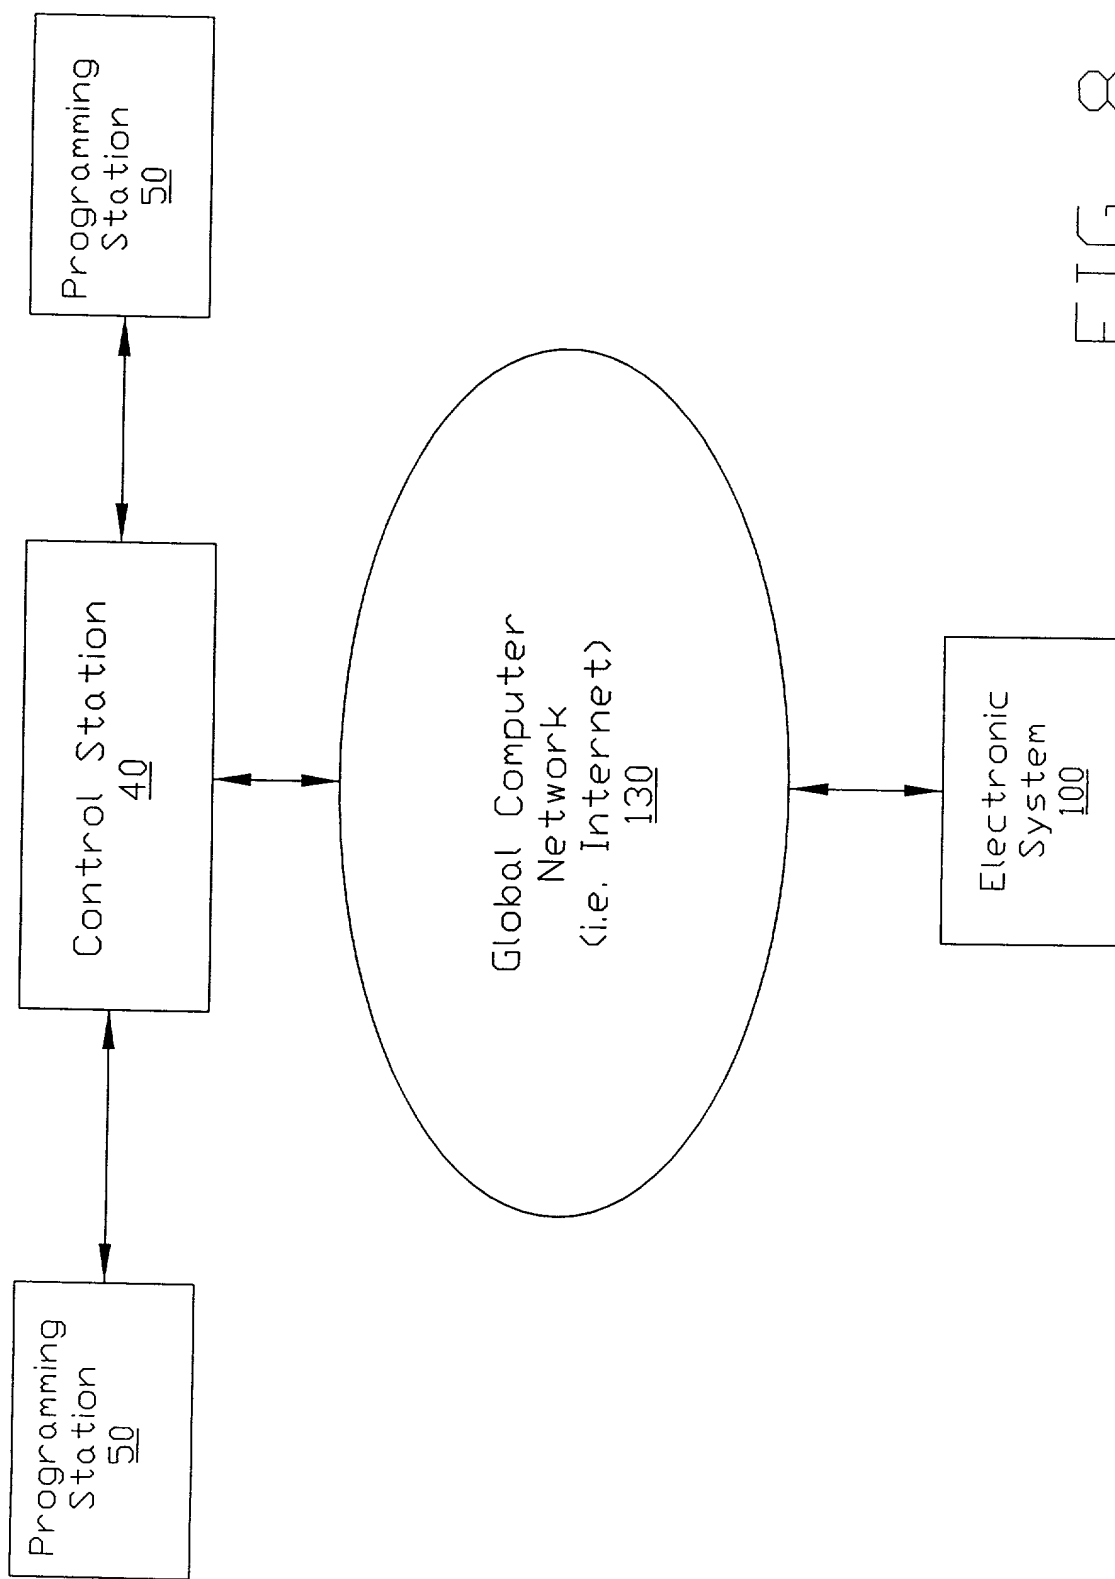 Programming
Station
50
Control Station
40
Programming
Station
50
Global Computer
Network
(i.e. Internet)
130
Electronic
System
100
FIG 8